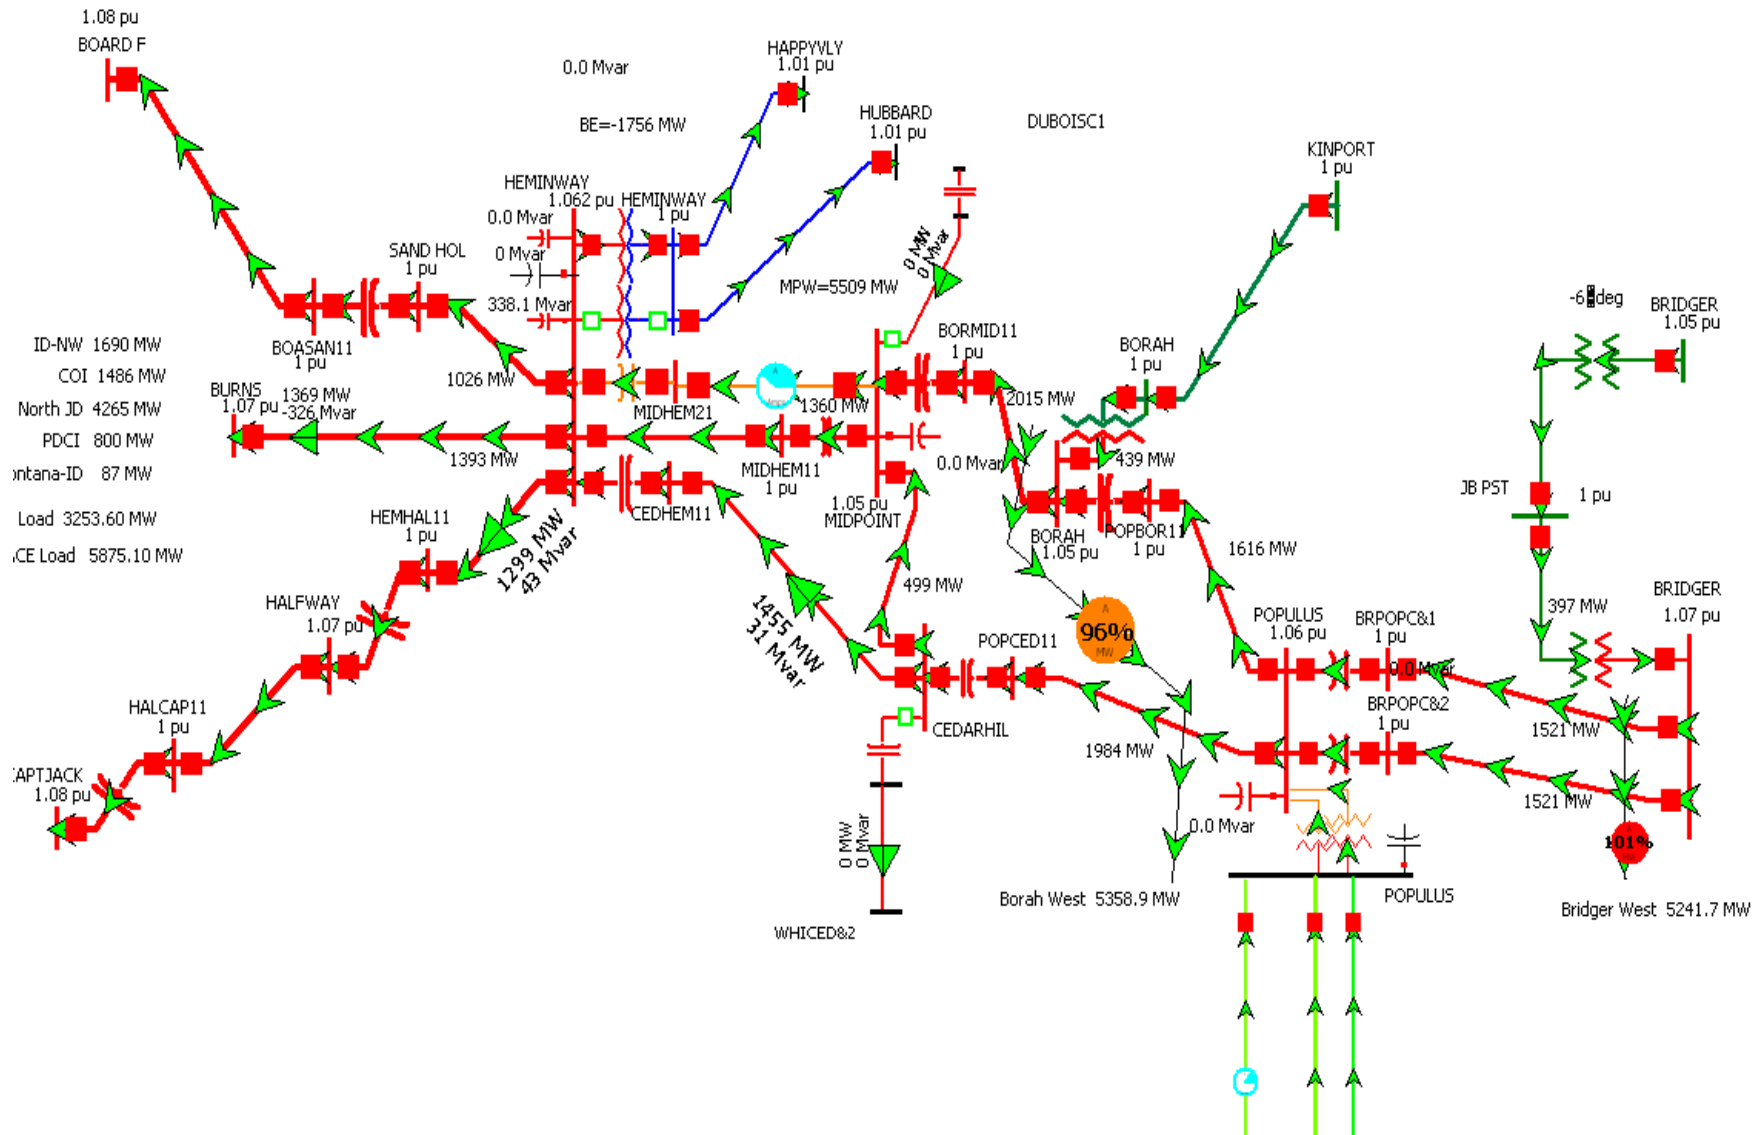 1.08 pu
BOARD F
HAPPYVLY
1.01 pu
0.0 Mvar
BE=-1756 MW
HUBBARD
1.01 pu
DUBOISC1
KINPORT
1 pu
HEMINWAY
1.062 pu
HEMINWAY
1 pu
0.0 Mvar
0 Mvar
338.1 Mvar
SAND HOL
1 pu
0 MW
0 Mvar
MPW=5509 MW
BOASAN11
1 pu
BORMID11
1 pu
BORAH
1 pu
-6 deg
BRIDGER
1.05 pu
ID-NW 1690 MW
COI 1486 MW
North JD 4265 MW
PDCI 800 MW
ontana-ID 87 MW
Load 3253.60 MW
ACE Load 5875.10 MW
BURNS
1.07 pu
1369 MW
-326 Mvar
1026 MW
MIDHEM21
1360 MW
2015 MW
1393 MW
MIDHEM11
1 pu
0.0 Mvar
439 MW
JB PST
1 pu
1.05 pu
MIDPOINT
CEDHEM11
HEMHAL11
1 pu
1299 MW
43 Mvar
BORAH
1.05 pu
POPBOR11
1 pu
1616 MW
499 MW
HALFWAY
1.07 pu
1455 MW
31 Mvar
96%
MW
POPCED11
POPULUS
1.06 pu
BRPOPC&1
1 pu
0.0 Mvar
397 MW
BRIDGER
1.07 pu
HALCAP11
1 pu
CEDARHIL
1984 MW
BRPOPC&2
1 pu
1521 MW
1521 MW
CAPTJACK
1.08 pu
0 MW
0 Mvar
0.0 Mvar
101%
Borah West 5358.9 MW
POPULUS
Bridger West 5241.7 MW
WHICED&2